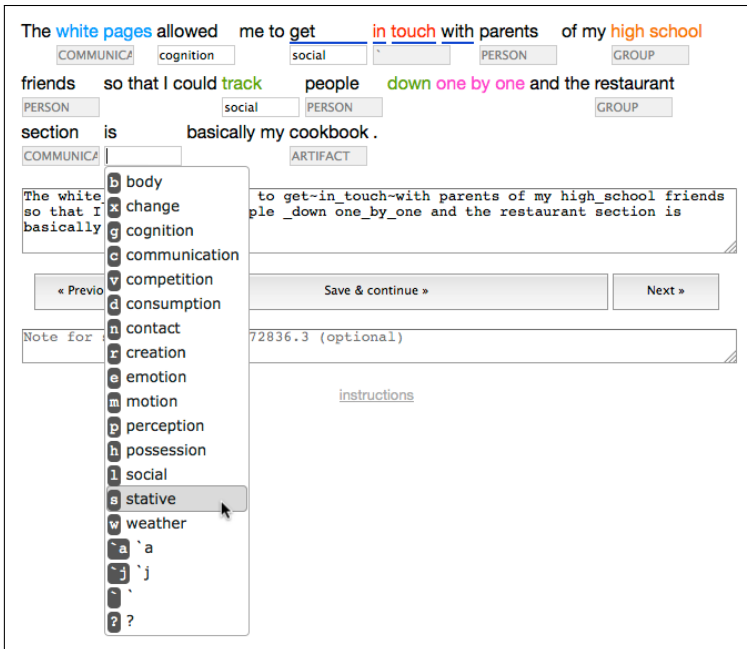 The white pages allowed me to get in touch with parents of my high school
COMMUNICA cognition social ` PERSON GROUP
friends so that I could track people down one by one and the restaurant
PERSON social PERSON GROUP
section is basically my cookbook .
COMMUNICA ARTIFACT
b body
The white_ to get~in_touch~with parents of my high_school friends
x change
so that I ple _down one_by_one and the restaurant section is
g cognition
basically
c communication
v competition
d consumption
« Previo Save & continue » Next »
n contact
Note for 72836.3 (optional)
r creation
e emotion
instructions
m motion
p perception
h possession
l social
s stative
w weather
`a `a
`j `j
` `
? ?